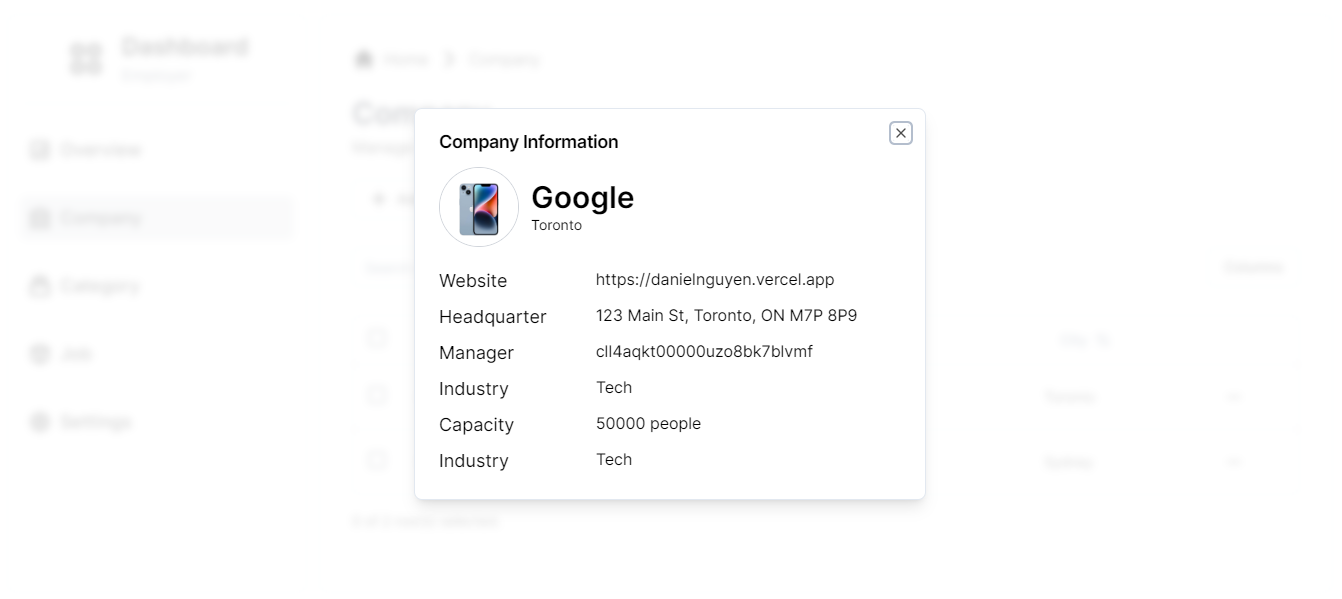 Dashboard
Home
Company
Overview
Company
Category
Job
Settings
Company Information
Google
Toronto
Website
https://danielnguyen.vercel.app
Headquarter
123 Main St, Toronto, ON M7P 8P9
Manager
cll4aqkt00000uzo8bk7blvmf
Industry
Tech
Capacity
50000 people
Industry
Tech